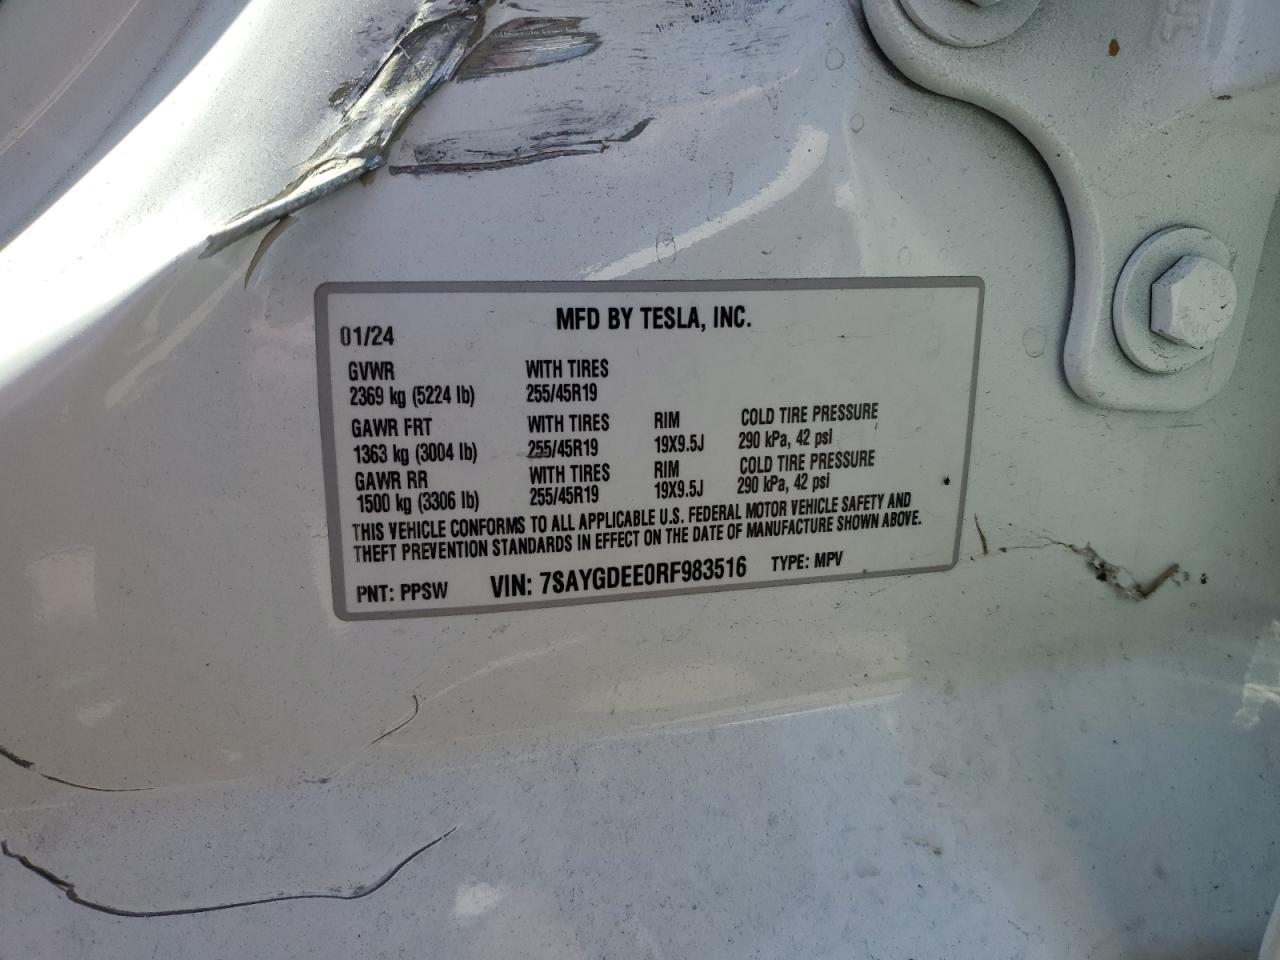 MFD BY TESLA, INC.
01/24
GVWR WITH TIRES
2369 kg (5224 lb) 255/45R19
GAWR FRT WITH TIRES RIM COLD TIRE PRESSURE
1363 kg (3004 lb) 255/45R19 19X9.5J 290 kPa, 42 psi
GAWR RR WITH TIRES RIM COLD TIRE PRESSURE
1500 kg (3306 lb) 255/45R19 19X9.5J 290 kPa, 42 psi
THIS VEHICLE CONFORMS TO ALL APPLICABLE U.S. FEDERAL MOTOR VEHICLE SAFETY AND
THEFT PREVENTION STANDARDS IN EFFECT ON THE DATE OF MANUFACTURE SHOWN ABOVE.
PNT: PPSW VIN: 7SAYGDEE0RF983516 TYPE: MPV